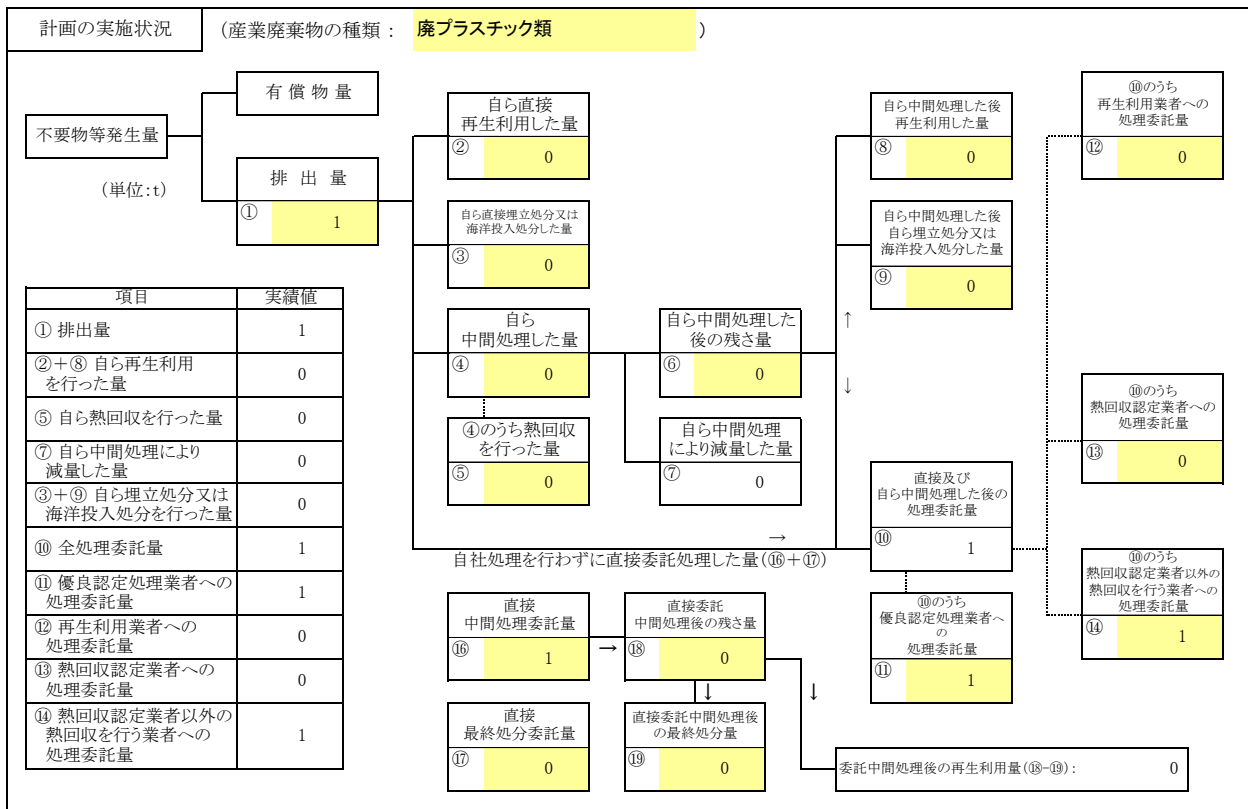 計画の実施状況
(産業廃棄物の種類： 廃プラスチック類 )
不要物等発生量
(単位:t)
有 償 物 量
排 出 量
① 1
自ら直接
再生利用した量
② 0
自ら直接埋立処分又は
海洋投入処分した量
③ 0
自ら
中間処理した量
④ 0
④のうち熱回収
を行った量
⑤ 0
自ら中間処理した
後の残さ量
⑥ 0
自ら中間処理
により減量した量
⑦ 0
自ら中間処理した後
再生利用した量
⑧ 0
自ら中間処理した後
自ら埋立処分又は
海洋投入処分した量
⑨ 0
↑
↓
直接及び
自ら中間処理した後の
処理委託量
⑩ 1
→
自社処理を行わずに直接委託処理した量(⑯＋⑰)
⑩のうち
優良認定処理業者へ
の
処理委託量
⑪ 1
⑩のうち
再生利用業者への
処理委託量
⑫ 0
⑩のうち
熱回収認定業者への
処理委託量
⑬ 0
⑩のうち
熱回収認定業者以外の
熱回収を行う業者への
処理委託量
⑭ 1
直接
中間処理委託量
⑯ 1
→
直接委託
中間処理後の残さ量
⑱ 0
↓
↓
直接
最終処分委託量
⑰ 0
直接委託中間処理後
の最終処分量
⑲ 0
委託中間処理後の再生利用量(⑱-⑲)： 0
項目 実績値
① 排出量 1
②＋⑧ 自ら再生利用
を行った量 0
⑤ 自ら熱回収を行った量 0
⑦ 自ら中間処理により
減量した量 0
③＋⑨ 自ら埋立処分又は
海洋投入処分を行った量 0
⑩ 全処理委託量 1
⑪ 優良認定処理業者への
処理委託量 1
⑫ 再生利用業者への
処理委託量 0
⑬ 熱回収認定業者への
処理委託量 0
⑭ 熱回収認定業者以外の
熱回収を行う業者への
処理委託量 1